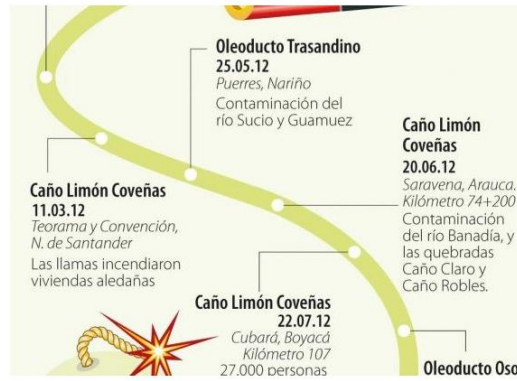 Oleoducto Trasandino
25.05.12
Puerres, Nariño
Contaminación del
río Sucio y Guamuez
Caño Limón
Coveñas
20.06.12
Saravena, Arauca.
Kilómetro 74+200
Contaminación
del río Banadía, y
las quebradas
Caño Claro y
Caño Robles.
Caño Limón Coveñas
11.03.12
Teorama y Convención,
N. de Santander
Las llamas incendiaron
viviendas aledañas
Caño Limón Coveñas
22.07.12
Cubará, Boyacá
Kilómetro 107
27.000 personas
Oleoducto Oso